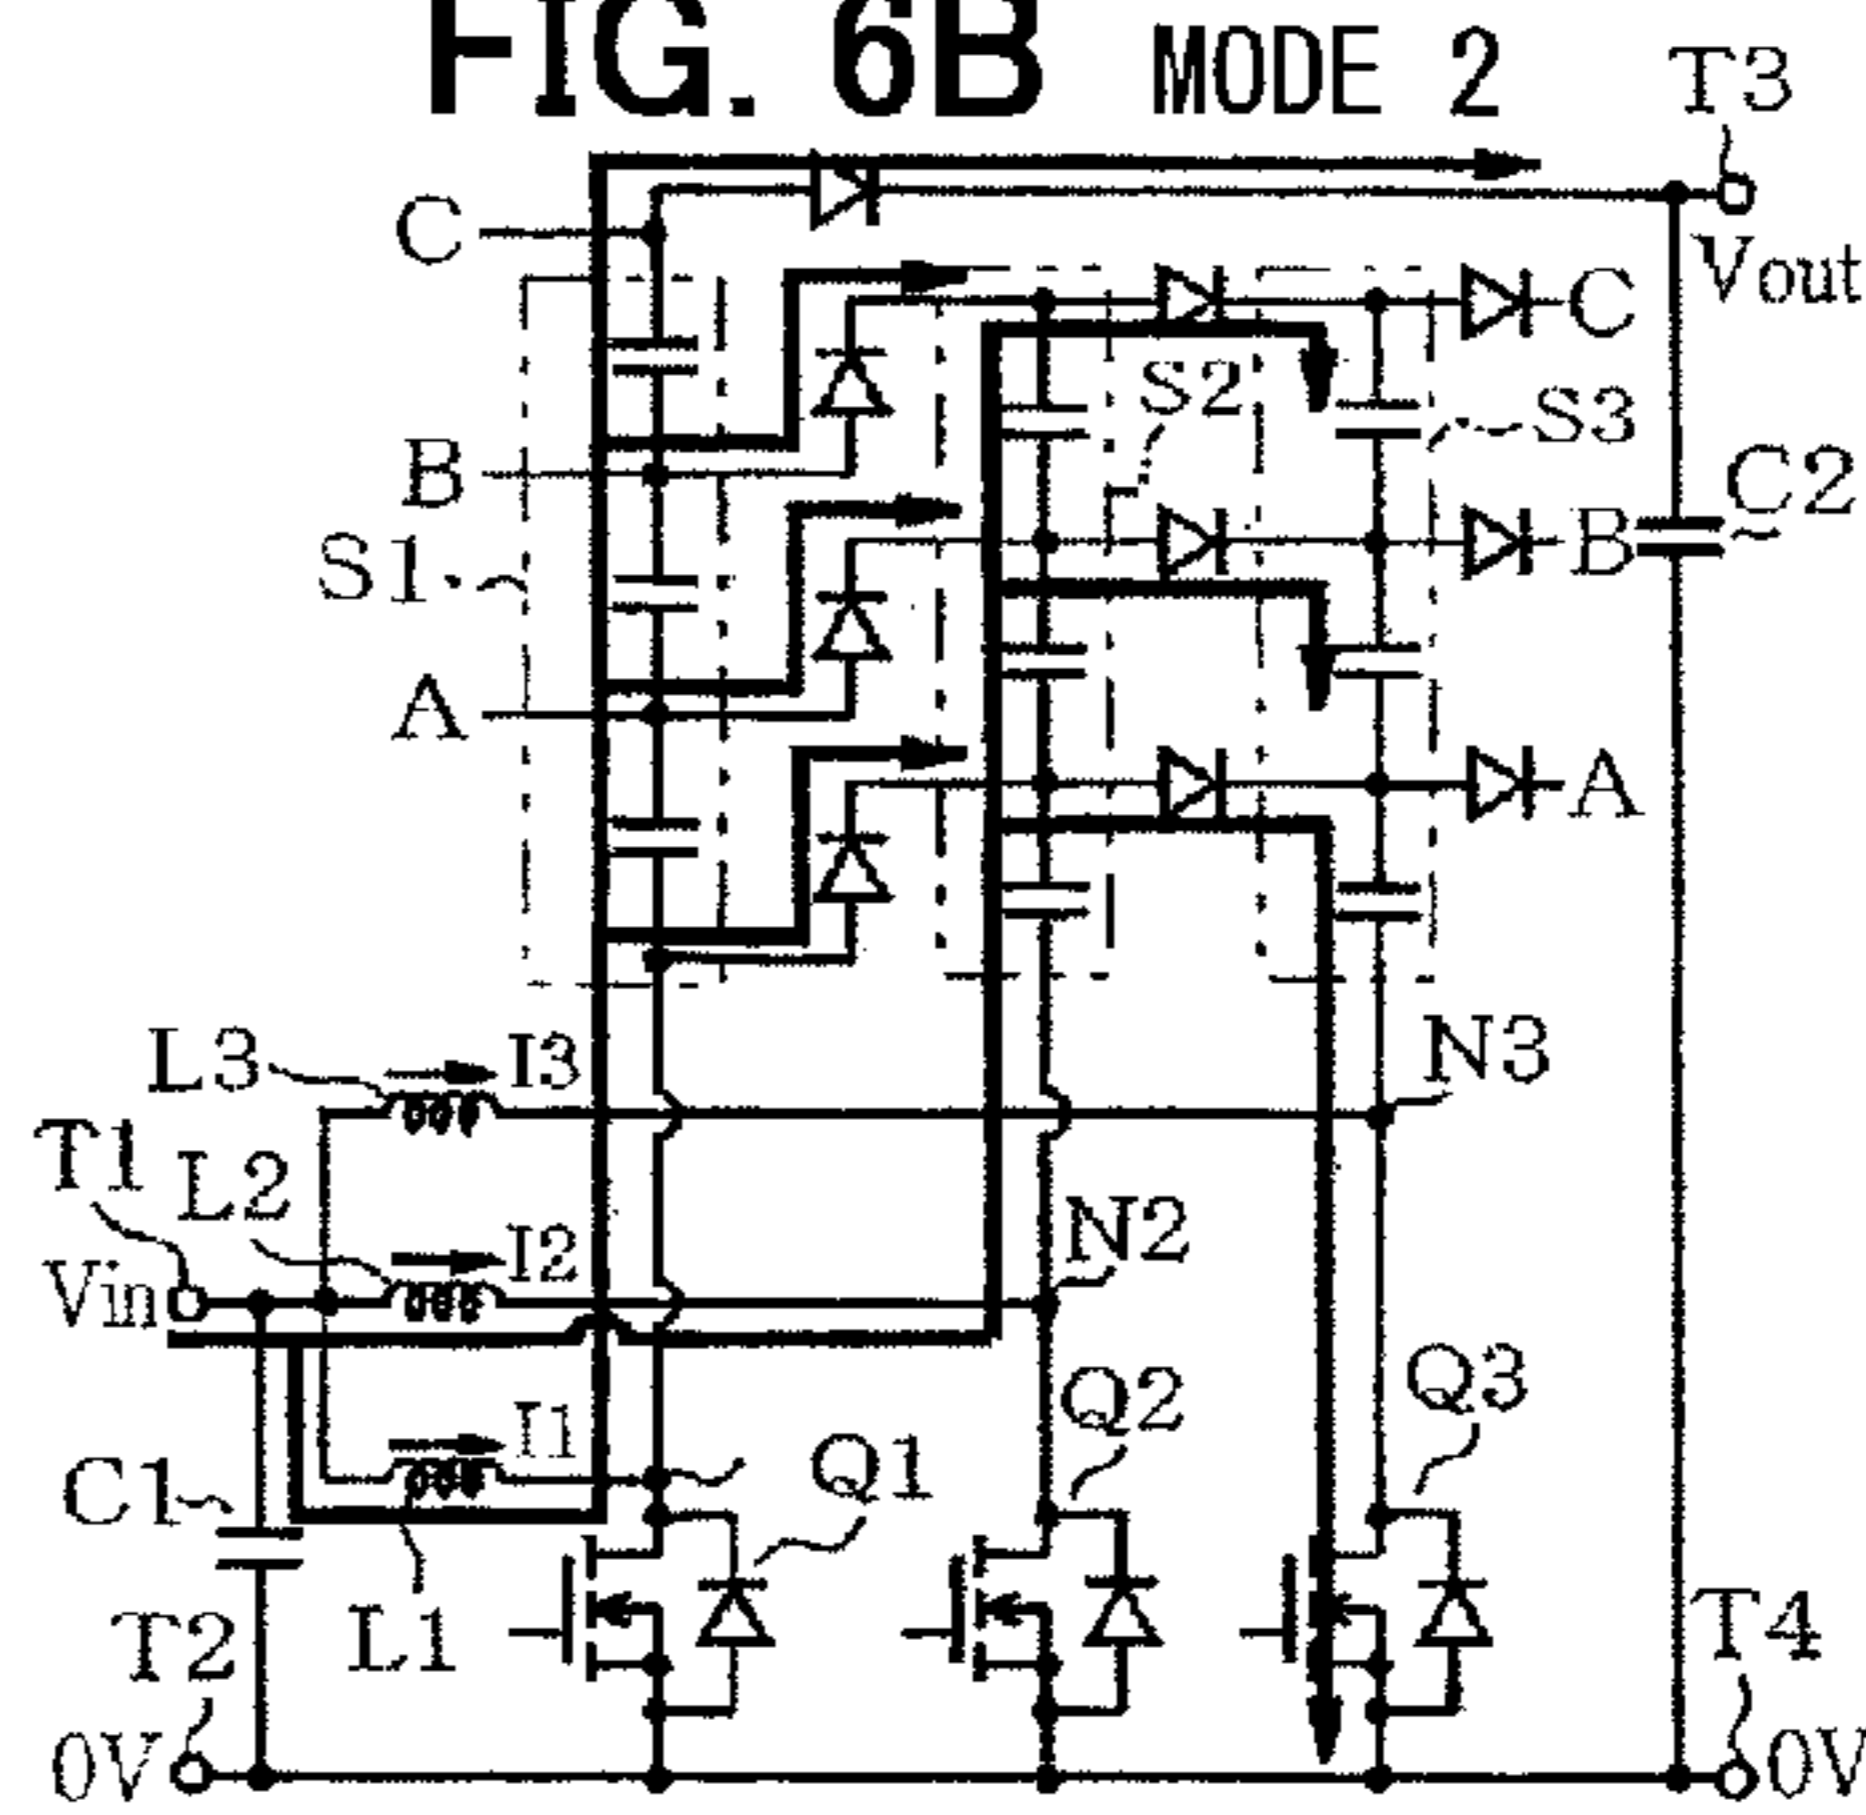 FIG. 6B MODE 2
T3
C
Vout
C
S2
S3
B
C2
B
S1
A
A
L3
I3
N3
T1
L2
N2
I2
Vin
Q3
Q2
I1
Q1
C1
L1
T2
T4
0V
0V